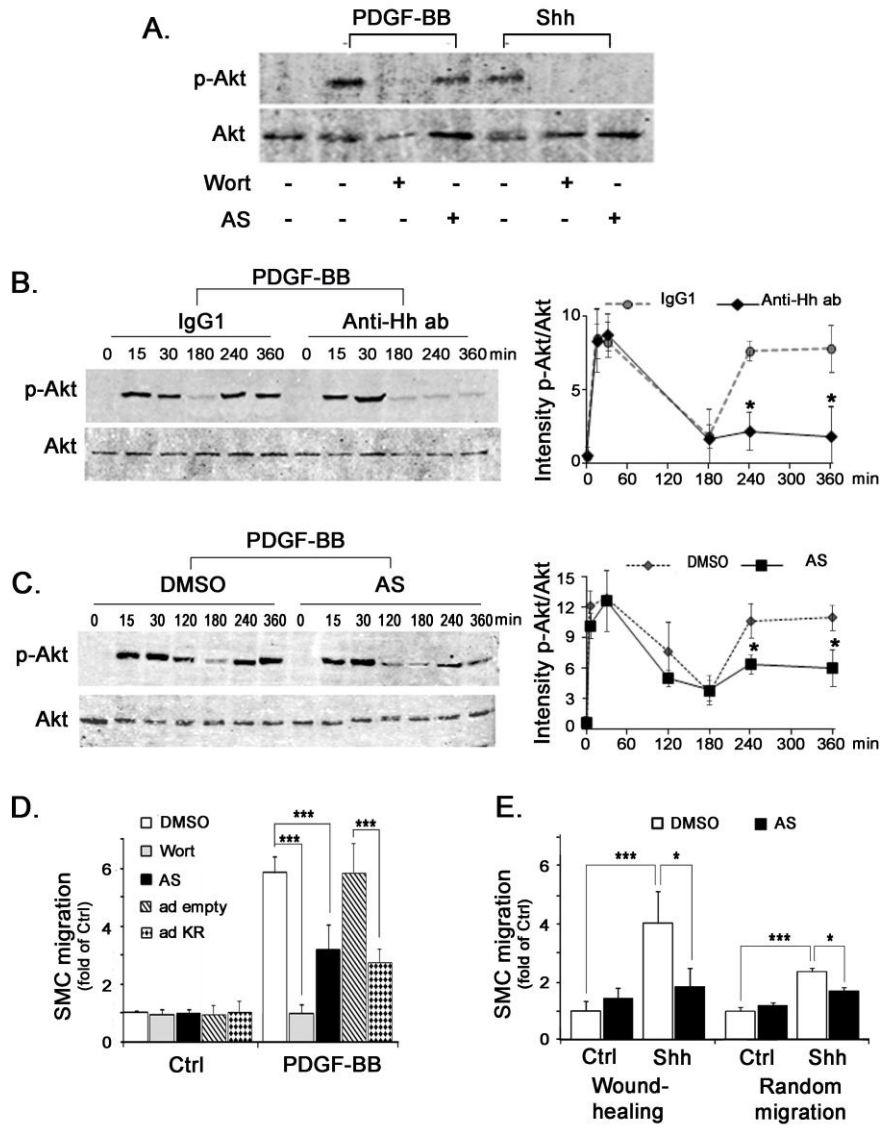 A.
PDGF-BB Shh
- -
p-Akt
Akt
Wort - - + - - + -
AS - - - + - - +
B.
PDGF-BB
IgG1 Anti-Hh ab
0 15 30 180 240 360 0 15 30 180 240 360 min
p-Akt
Akt
IgG1 Anti-Hh ab
Intensity p-Akt/Akt
10
5
0
* *
0 60 120 180 240 300 360 min
C.
PDGF-BB
DMSO AS
0 15 30 120 180 240 360 0 15 30 120 180 240 360 min
p-Akt
Akt
DMSO AS
Intensity p-Akt/Akt
15
12
9
6
3
0
* *
0 60 120 180 240 300 360 min
D.
DMSO
Wort
AS
ad empty
ad KR
SMC migration
(fold of Ctrl)
6
4
2
0
*** *** ***
Ctrl PDGF-BB
E.
DMSO AS
SMC migration
(fold of Ctrl)
6
4
2
0
*** * *** *
Ctrl Shh Ctrl Shh
Wound-healing
Random migration